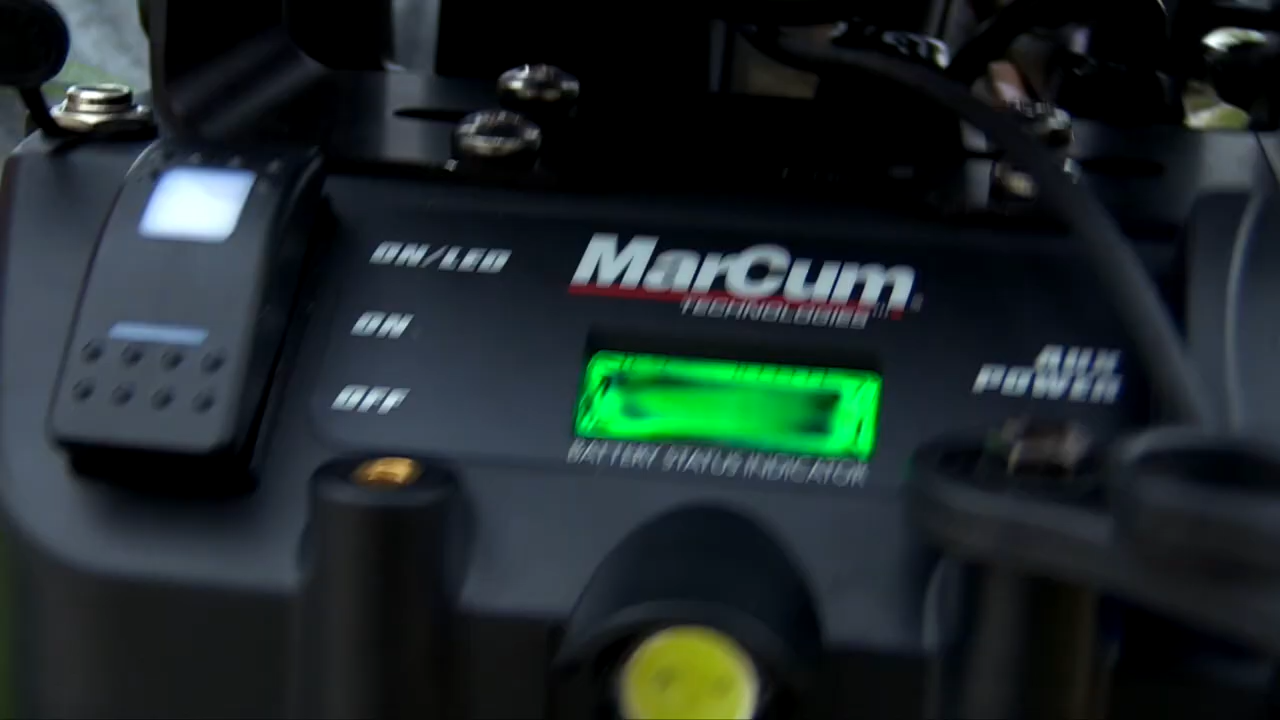 ON/LED
MarCum
TECHNOLOGIES
ON
AUX
POWER
OFF
BATTERY STATUS INDICATOR